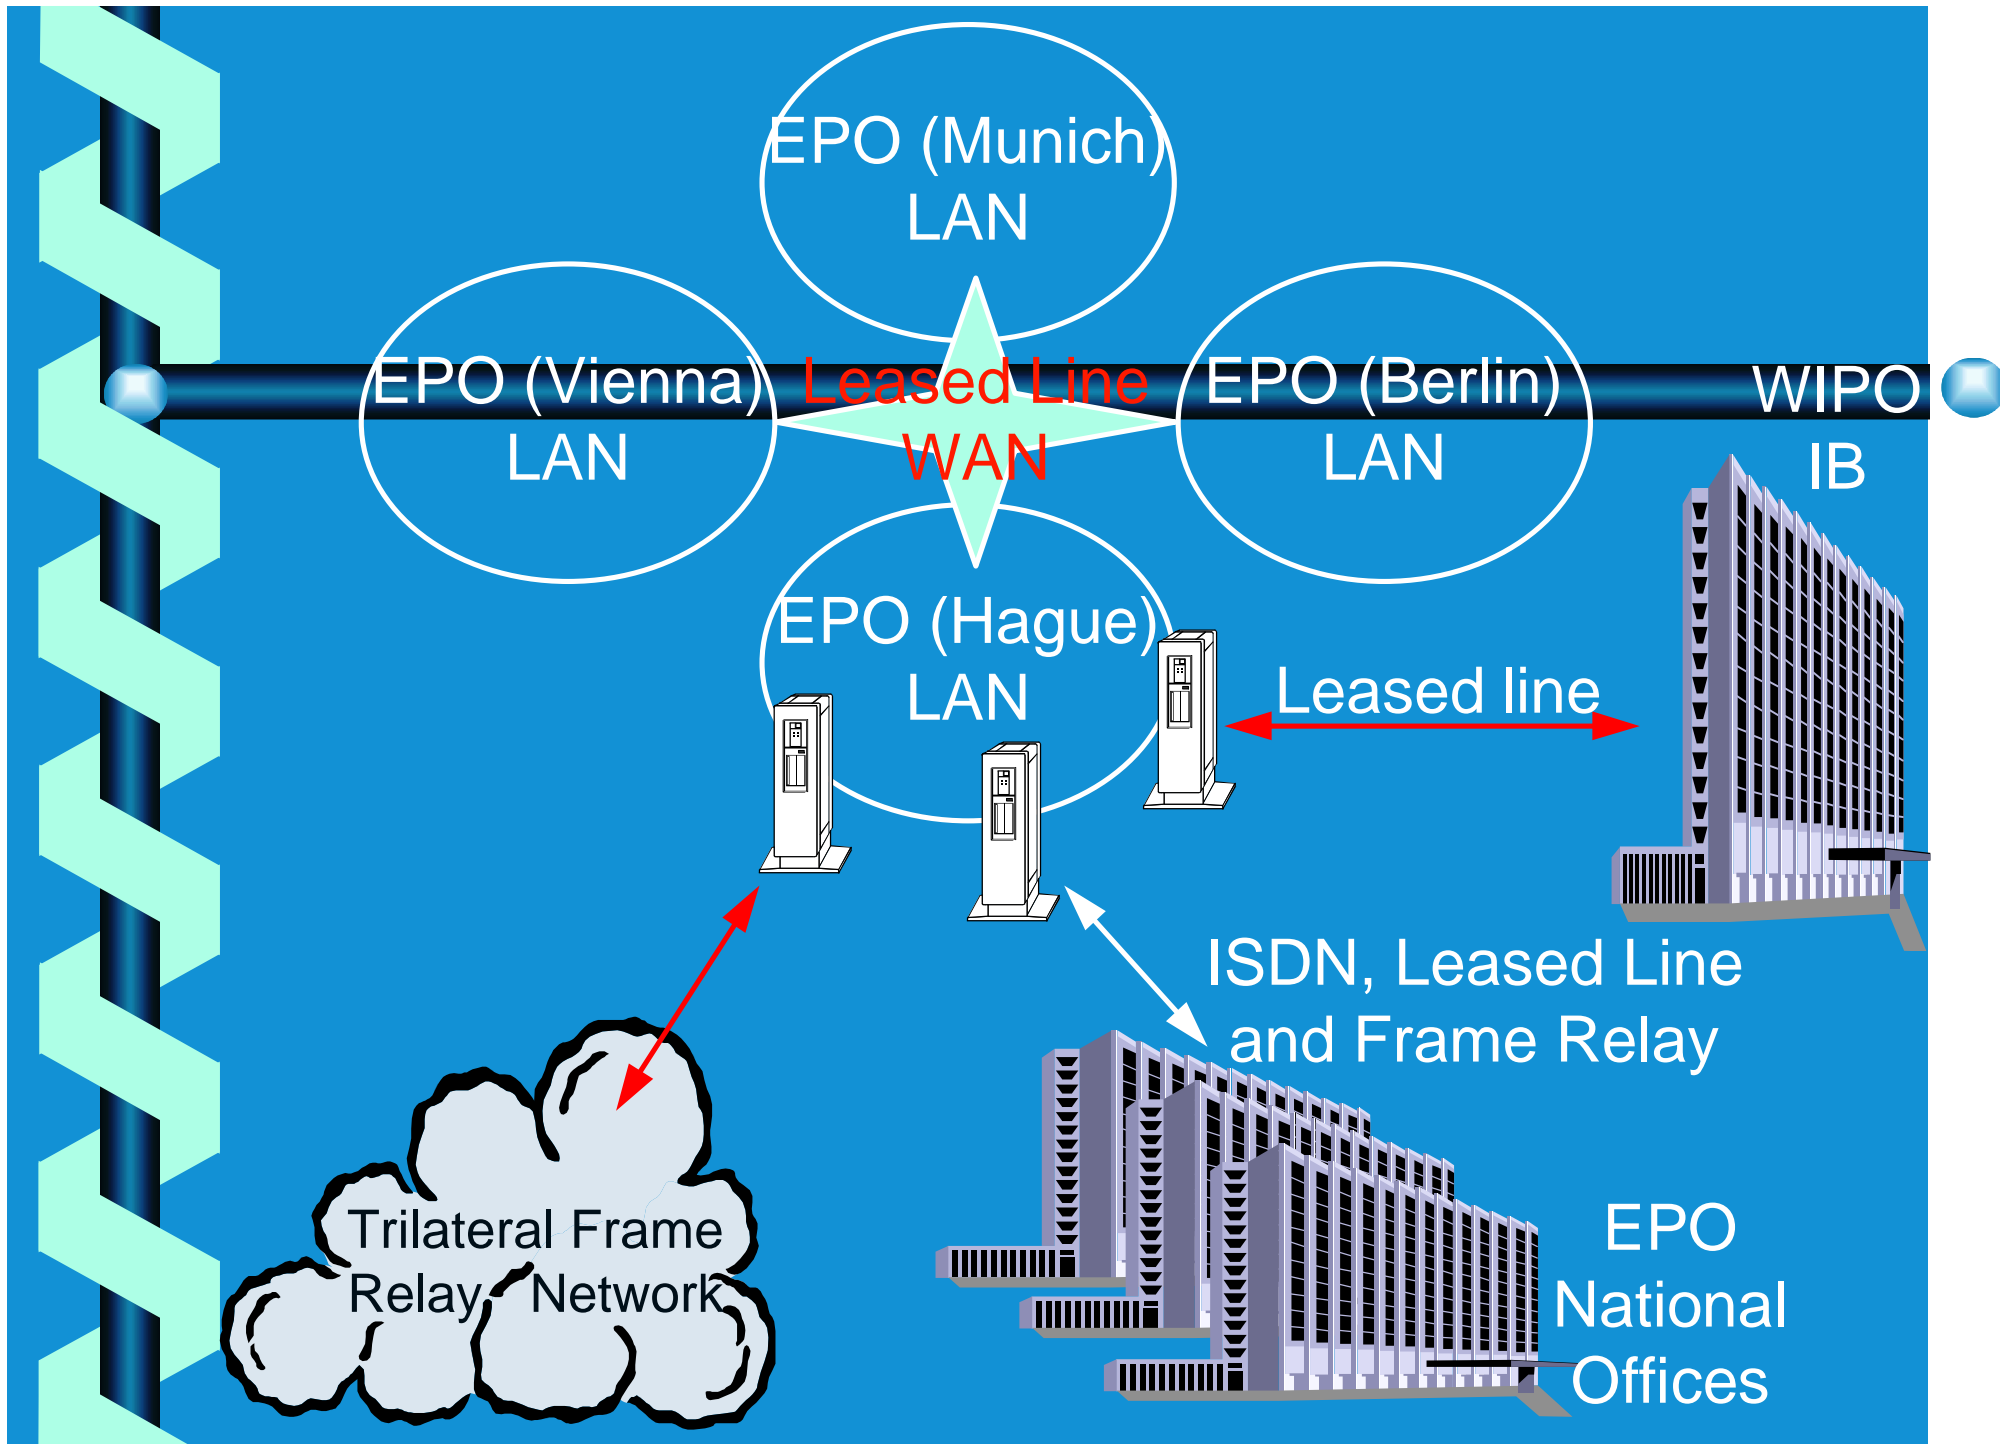 EPO (Munich)
LAN
EPO (Vienna)
LAN
Leased Line
WAN
EPO (Berlin)
LAN
WIPO
IB
EPO (Hague)
LAN
Leased line
ISDN, Leased Line
and Frame Relay
Trilateral Frame
Relay Network
EPO
National
Offices